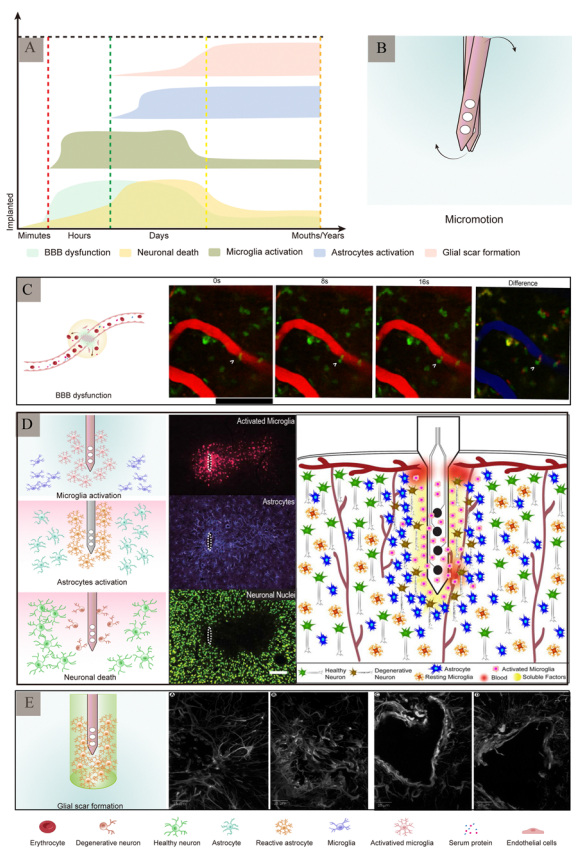 A
Implanted
Mimutes
Hours
Days
Mouths/Years
BBB dysfunction
Neuronal death
Microglia activation
Astrocytes activation
Glial scar formation
B
Micromotion
C
0s
8s
16s
Difference
BBB dysfunction
D
Microglia activation
Astrocytes activation
Neuronal death
Activated Microglia
Astrocytes
Neuronal Nuclei
Healthy
Neuron
Degenerative
Neuron
Astrocyte
Resting Microglia
Activated Microglia
Blood
Soluble Factors
E
Glial scar formation
A
B
C
D
Erythrocyte
Degenerative neuron
Healthy neuron
Astrocyte
Reactive astrocyte
Microglia
Activatived microglia
Serum protein
Endothelial cells